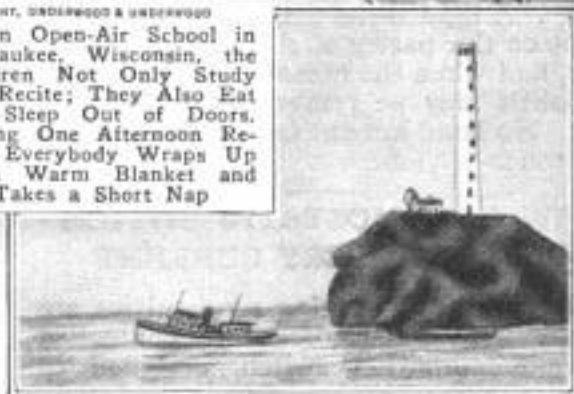 HT, UNDERWOOD & UNDERWOOD
n Open-Air School in
aukee, Wisconsin, the
ren Not Only Study
Recite; They Also Eat
Sleep Out of Doors.
ng One Afternoon Re-
Everybody Wraps Up
Warm Blanket and
Takes a Short Nap